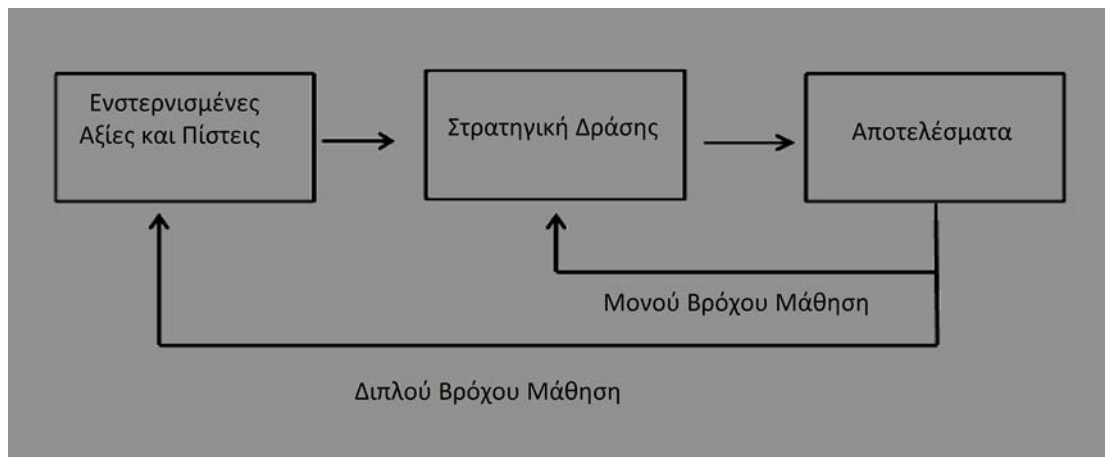 Ενστερνισμένες
Αξίες και Πίστεις
Στρατηγική Δράσης
Αποτελέσματα
Μονού Βρόχου Μάθηση
Διπλού Βρόχου Μάθηση